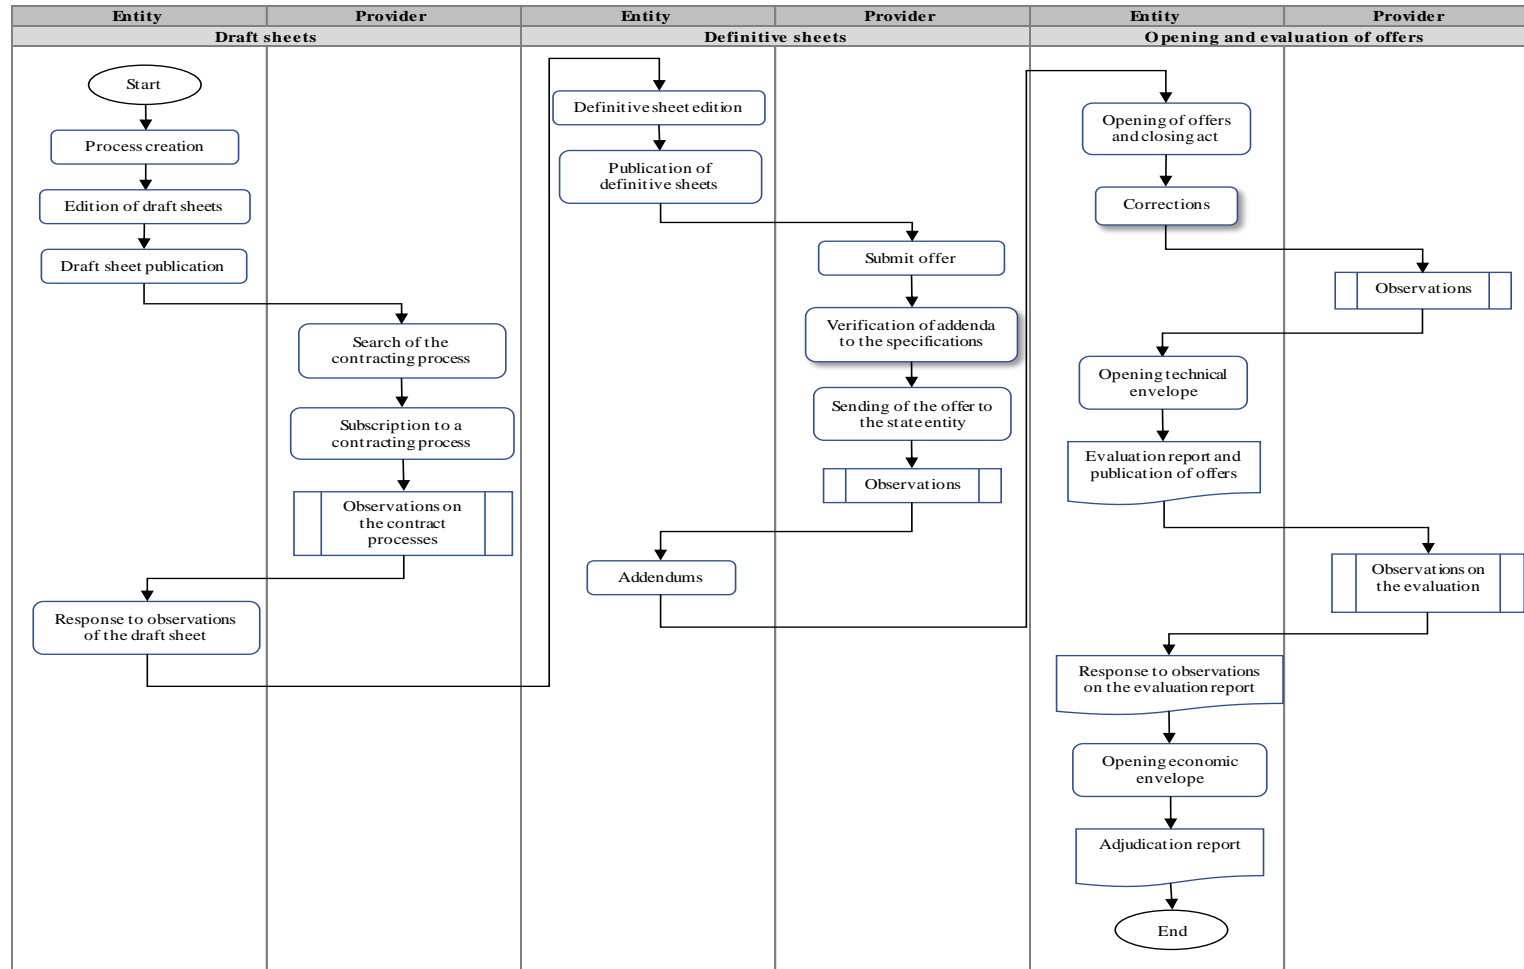 Entity
Provider
Entity
Provider
Entity
Provider
Draft sheets
Definitive sheets
Opening and evaluation of offers
Start
Process creation
Edition of draft sheets
Draft sheet publication
Search of the
contracting process
Subscription to a
contracting process
Observations on
the contract
processes
Response to observations
of the draft sheet
Definitive sheet edition
Publication of
definitive sheets
Submit offer
Verification of addenda
to the specifications
Sending of the offer to
the state entity
Observations
Addendums
Opening of offers
and closing act
Corrections
Observations
Opening technical
envelope
Evaluation report and
publication of offers
Observations on
the evaluation
Response to observations
on the evaluation report
Opening economic
envelope
Adjudication report
End